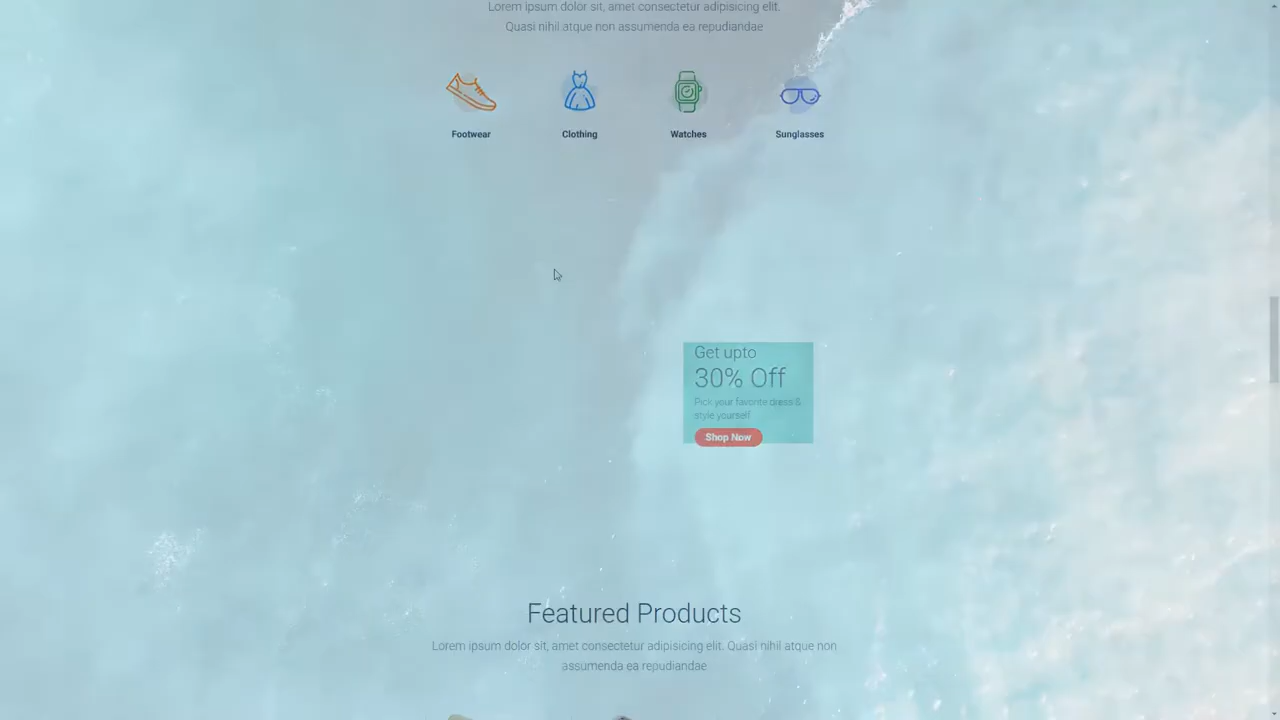 Lorem ipsum dolor sit, amet consectetur adipisicing elit.
Quasi nihil atque non assumenda ea repudiandae
Footwear
Clothing
Watches
Sunglasses
Get upto
30% Off
Pick your favorite dress &
style yourself
Shop Now
Featured Products
Lorem ipsum dolor sit, amet consectetur adipisicing elit. Quasi nihil atque non
assumenda ea repudiandae